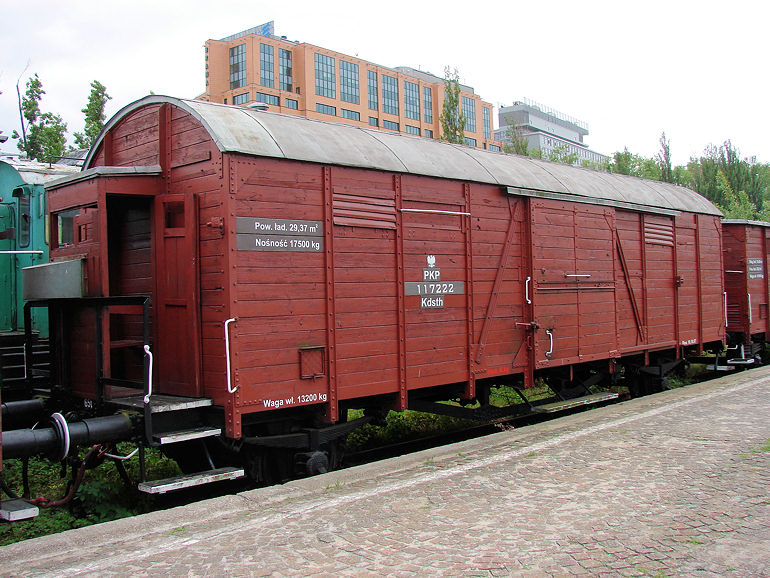 Pow. ład. 29,37 m²
Nośność 17500 kg
PKP
117222
Kdsth
Waga wł. 13200 kg